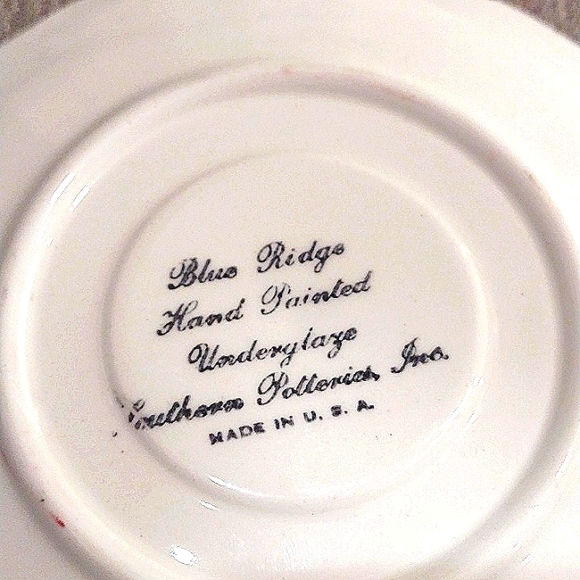 Blue Ridge
Hand Painted
Underglaze
Southern Potteries, Inc.
MADE IN U.S.A.